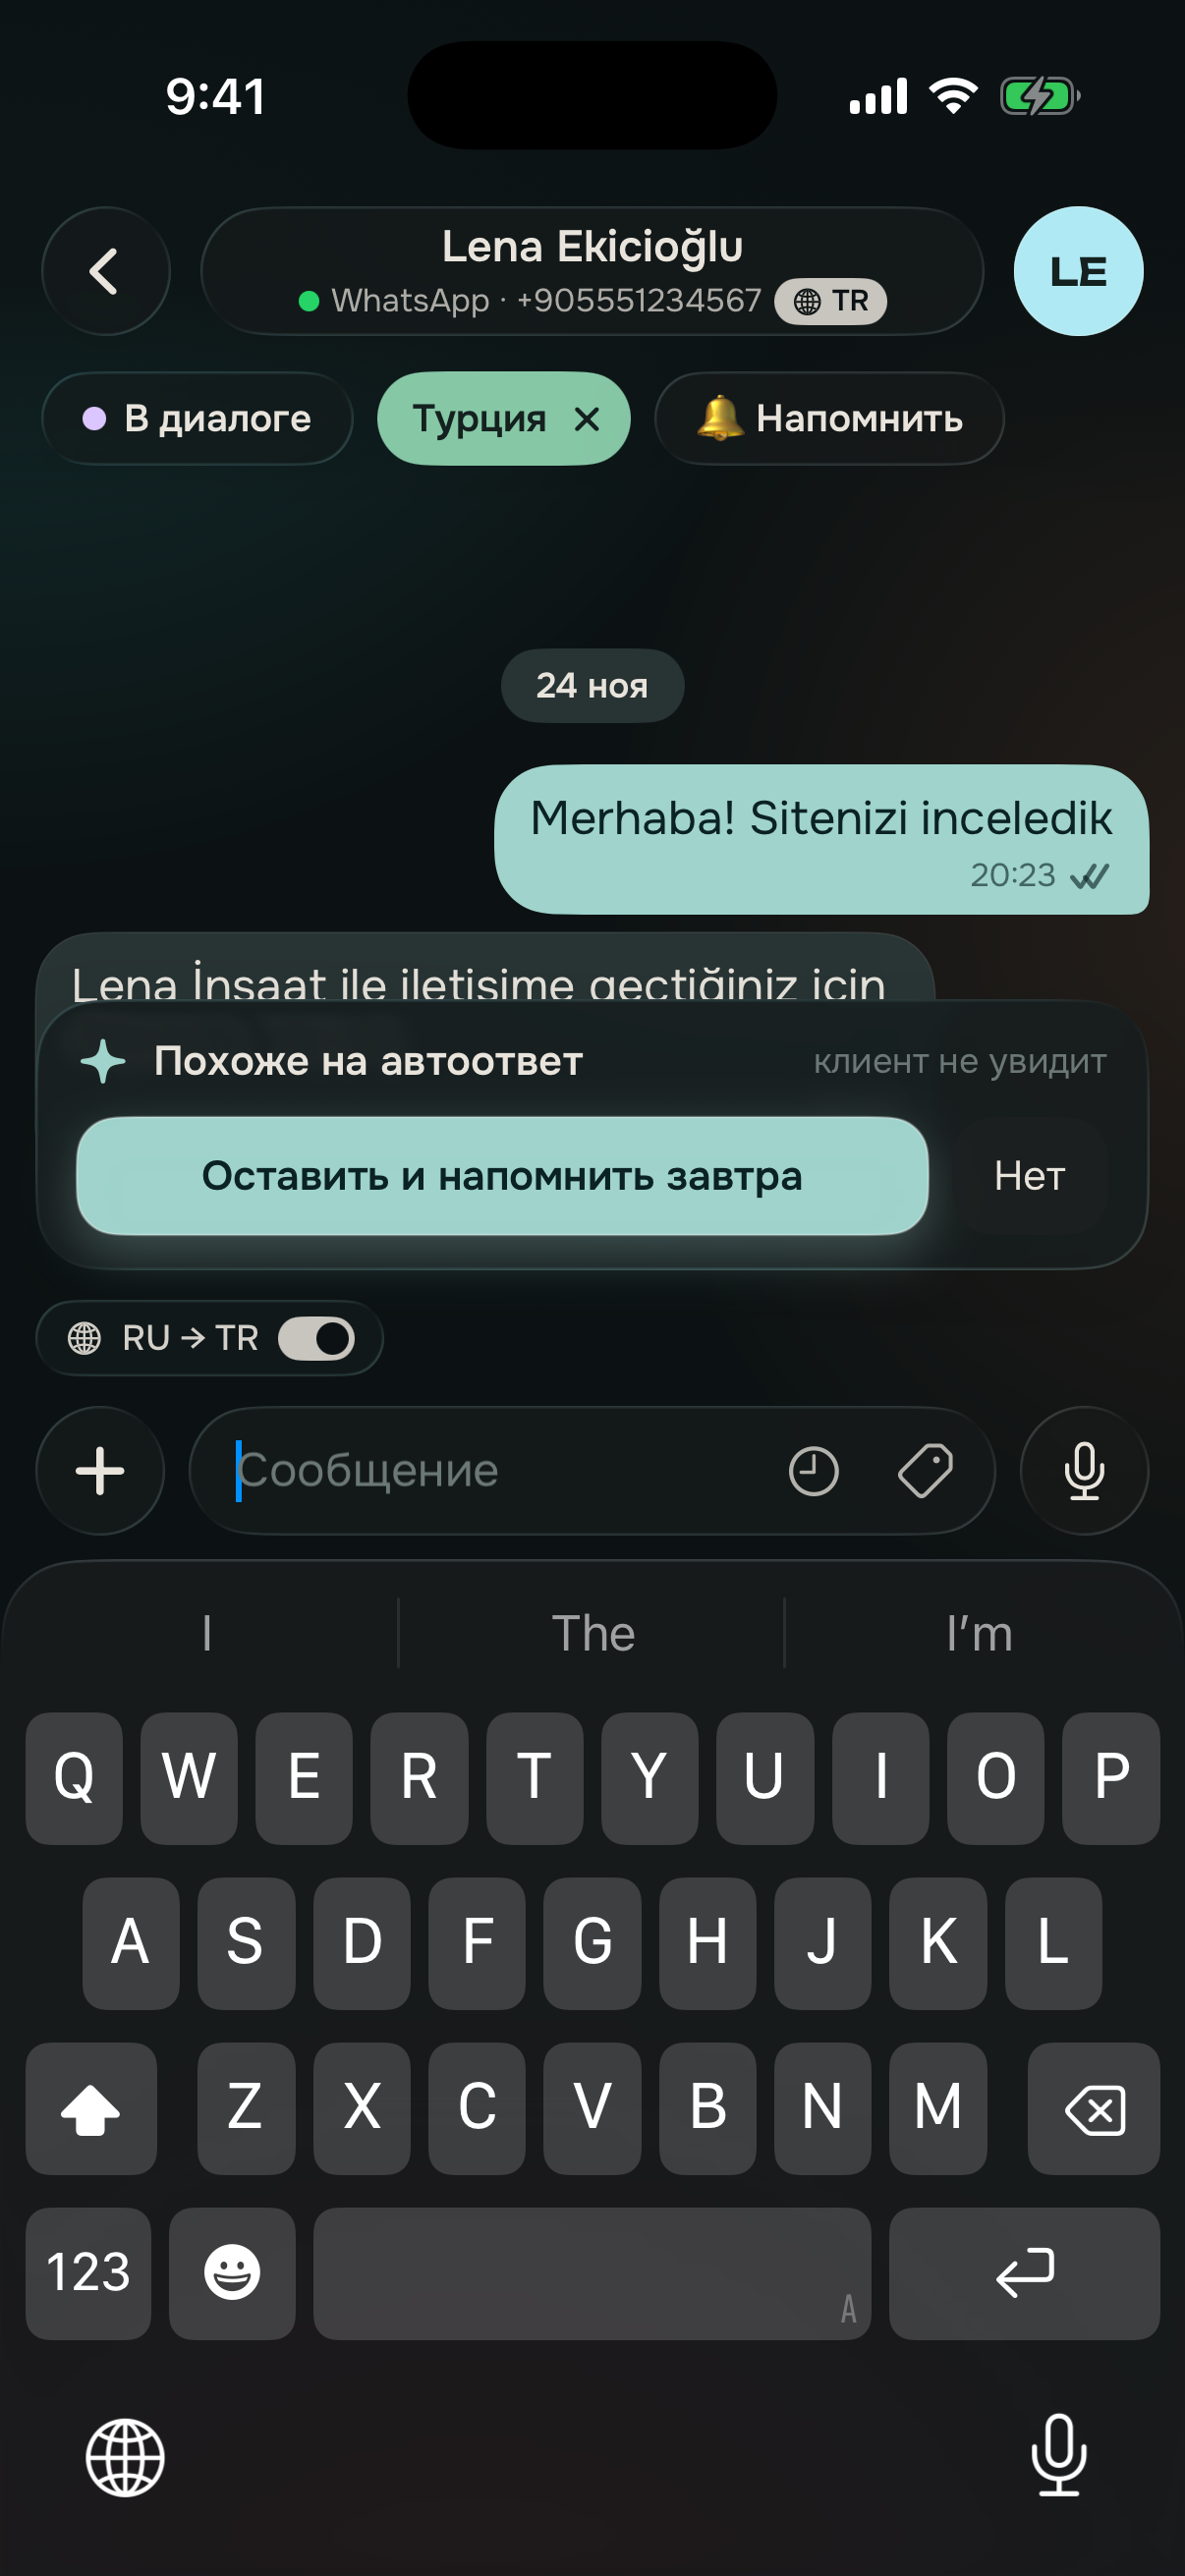 9:41
Lena Ekicioğlu
WhatsApp · +905551234567 TR
LE
В диалоге
Турция
Напомнить
24 ноя
Merhaba! Sitenizi inceledik
20:23
Lena İnşaat ile iletişime geçtiğiniz için
Похоже на автоответ
клиент не увидит
Оставить и напомнить завтра
Нет
RU → TR
Сообщение
I The I’m
Q W E R T Y U I O P
A S D F G H J K L
Z X C V B N M
123
A